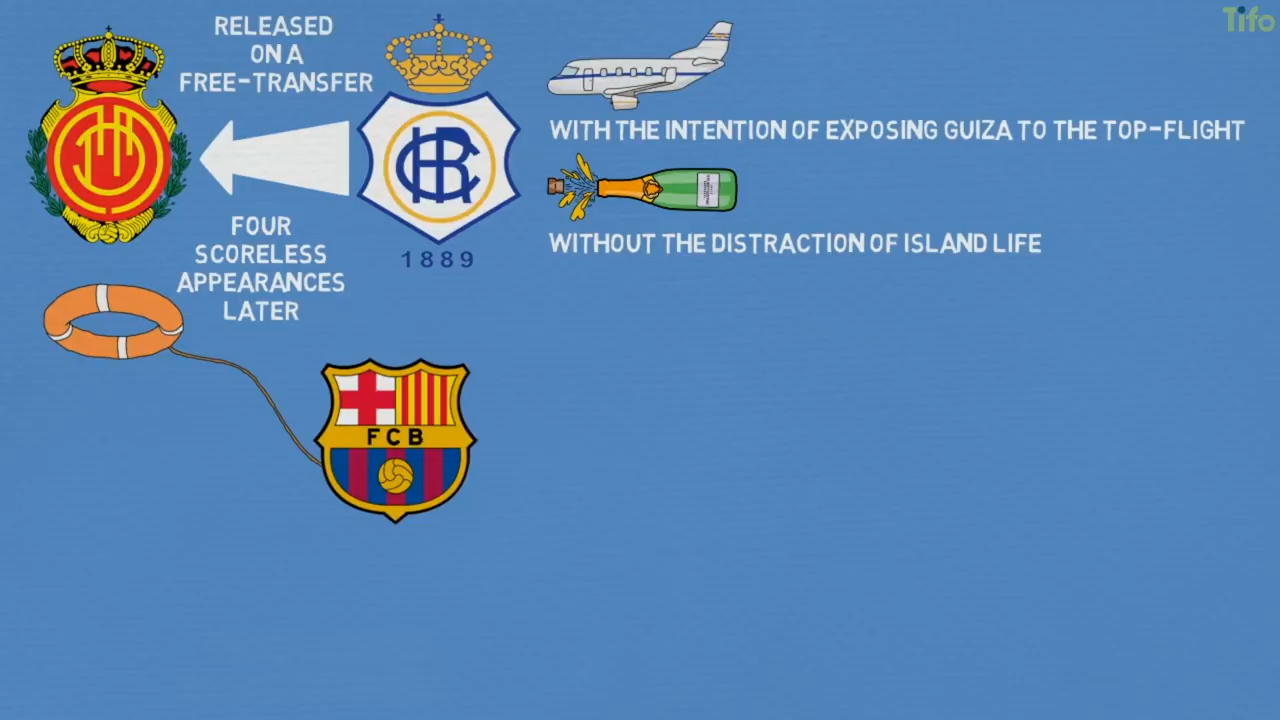 Tifo
RELEASED
ON A
FREE-TRANSFER
WITH THE INTENTION OF EXPOSING GUIZA TO THE TOP-FLIGHT
WITHOUT THE DISTRACTION OF ISLAND LIFE
1889
FOUR
SCORELESS
APPEARANCES
LATER
FCB